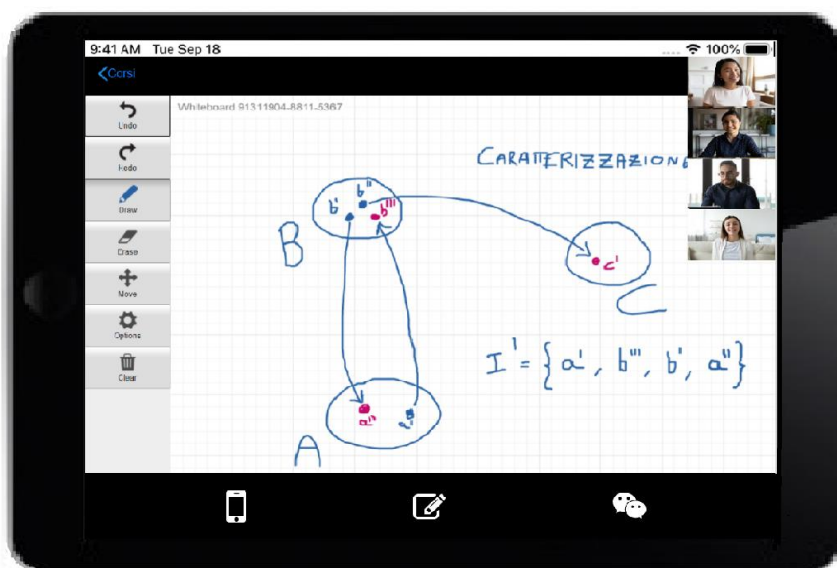 9:41 AM Tue Sep 18
100%
Corsi
Undo
Redo
Draw
Erase
Move
Options
Clear
Whiteboard 91311904-8811-5367
CARATTERIZZAZIONE
b' b'' b'''
B
c'
C
I' = { a', b''', b', a'' }
a''
A